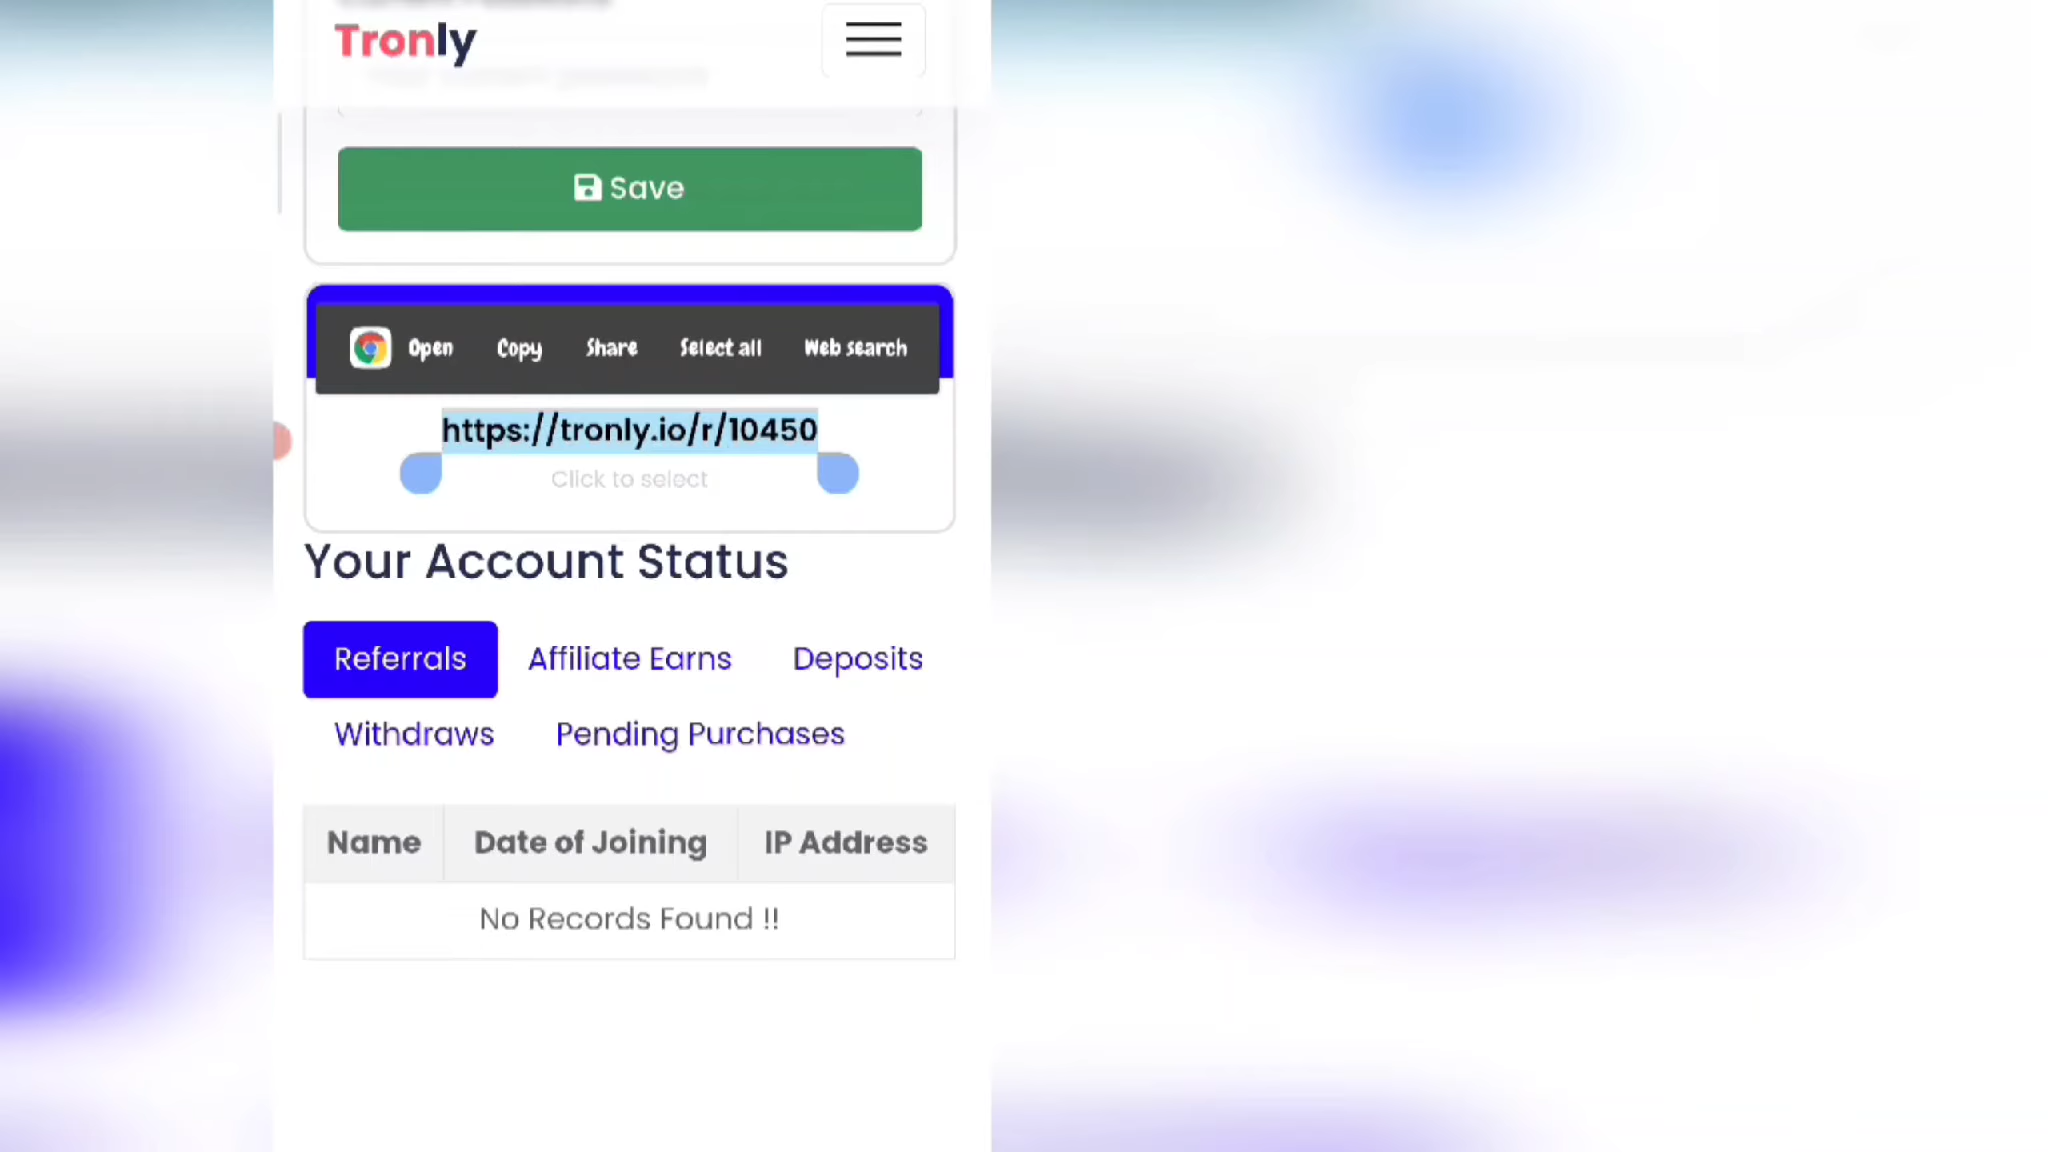 Tronly
Save
Open Copy Share Select all Web search
https://tronly.io/r/10450
Click to select
Your Account Status
Referrals Affiliate Earns Deposits
Withdraws Pending Purchases
Name Date of Joining IP Address
No Records Found !!